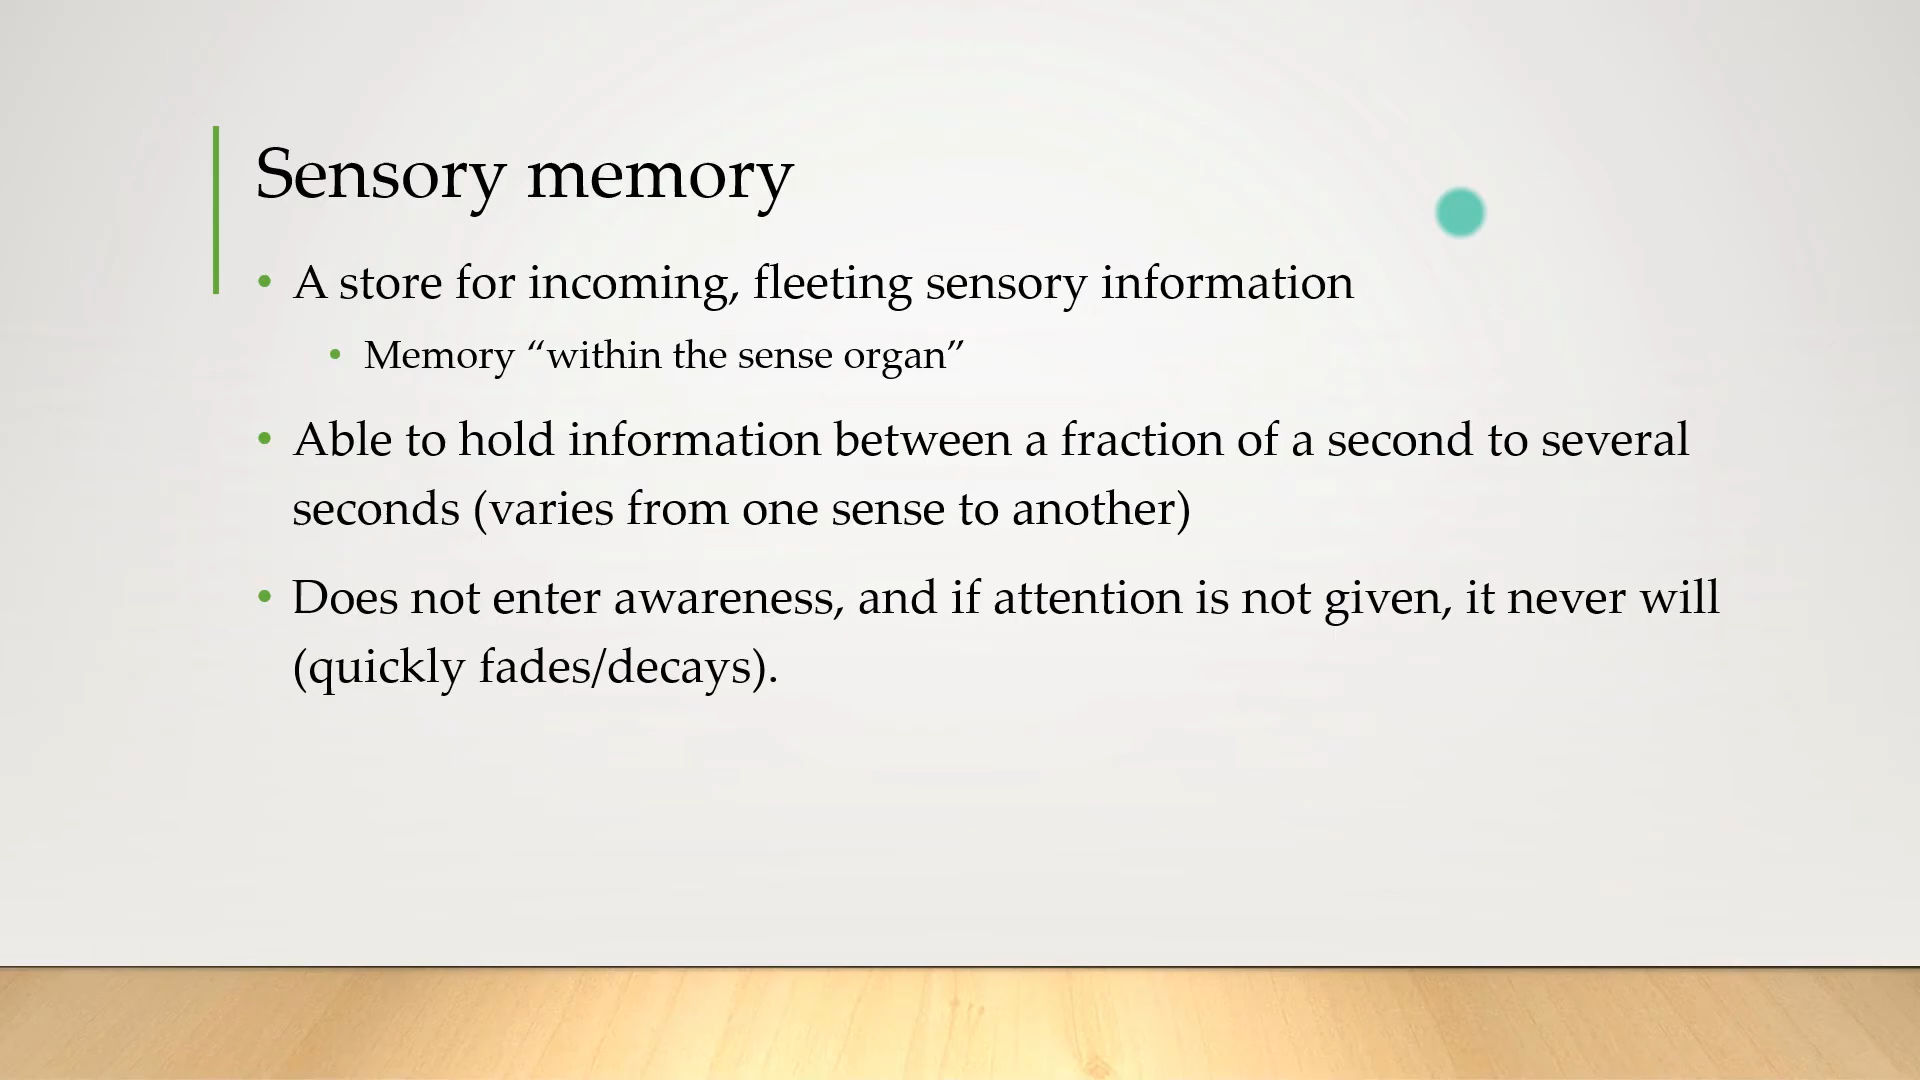 Sensory memory
• A store for incoming, fleeting sensory information
• Memory “within the sense organ”
• Able to hold information between a fraction of a second to several
seconds (varies from one sense to another)
• Does not enter awareness, and if attention is not given, it never will
(quickly fades/decays).